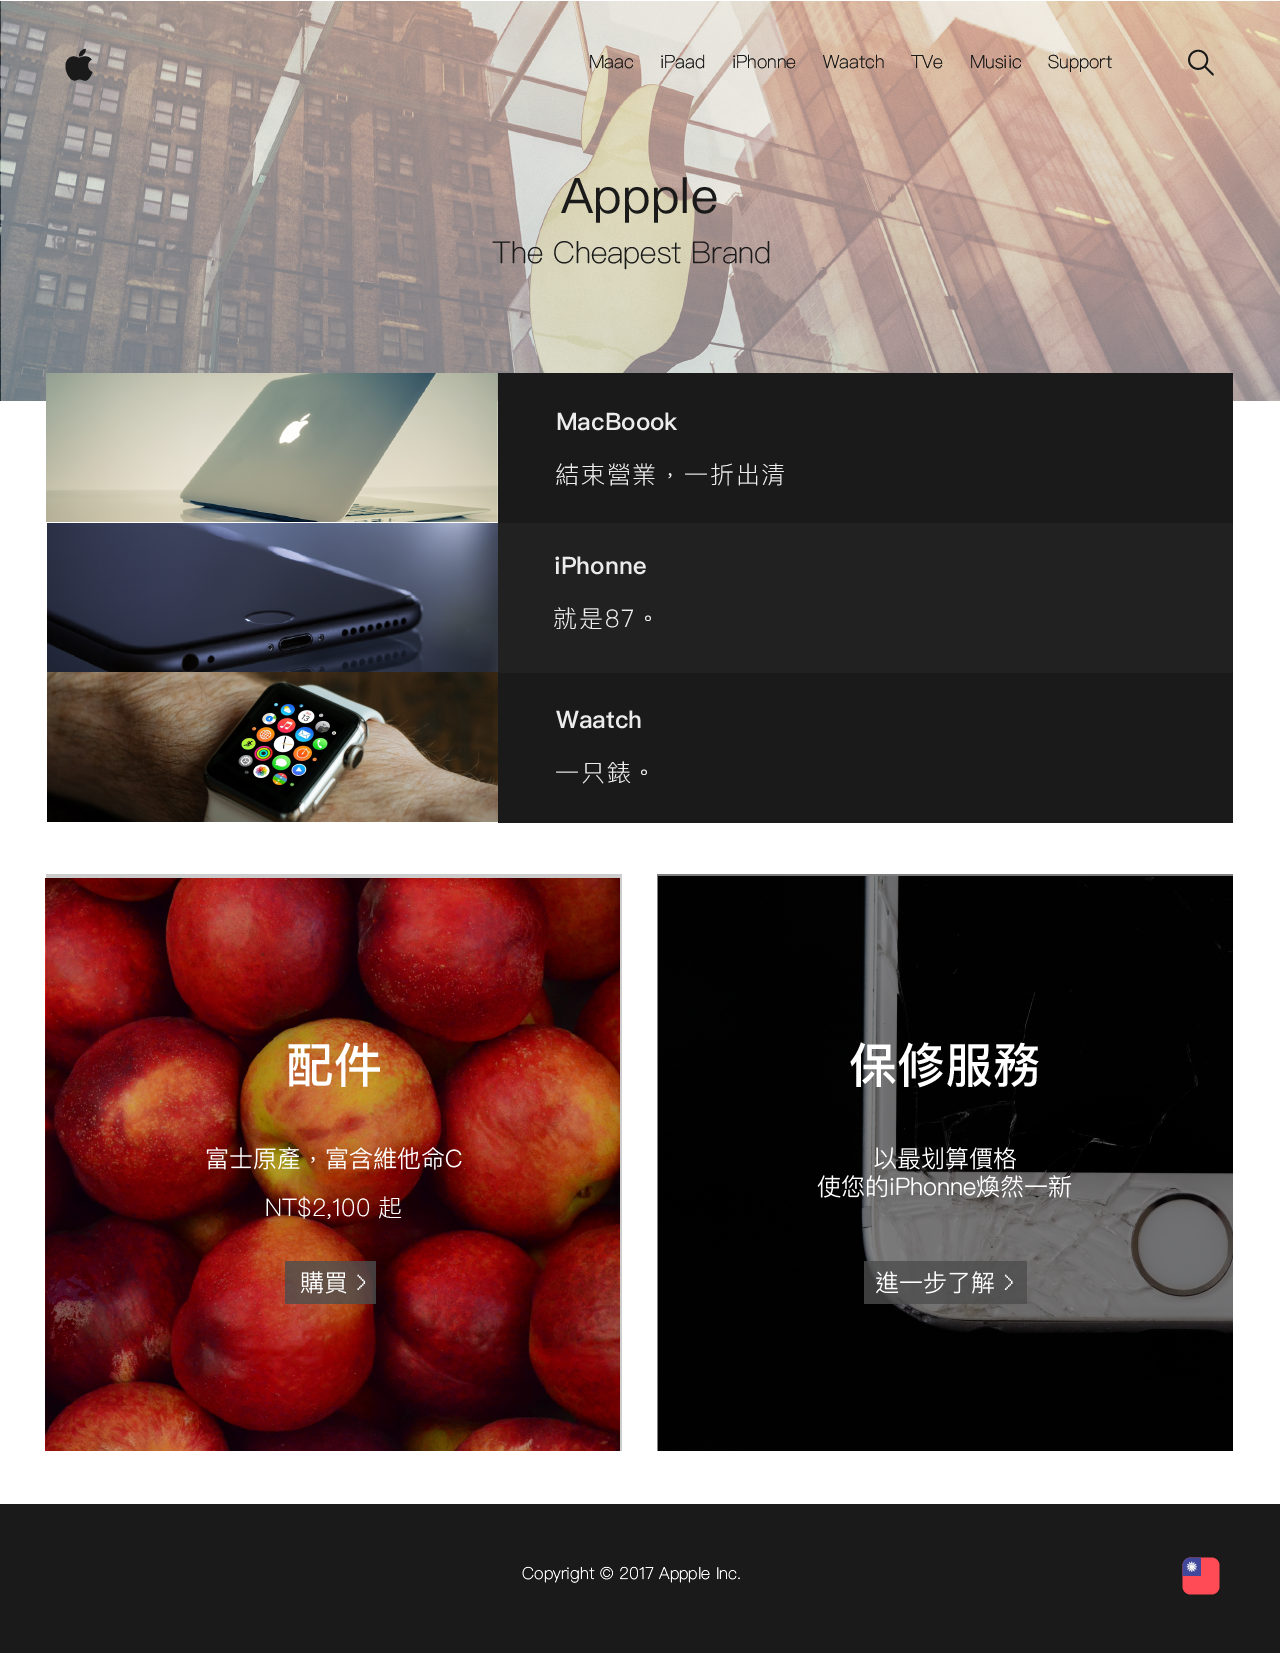 Maac iPaad iPhonne Waatch TVe Musiic Support
Appple
The Cheapest Brand
MacBoook
結束營業，一折出清
iPhonne
就是87。
Waatch
一只錶。
配件
富士原產，富含維他命C
NT$2,100 起
購買 >
保修服務
以最划算價格
使您的iPhonne煥然一新
進一步了解 >
Copyright © 2017 Appple Inc.